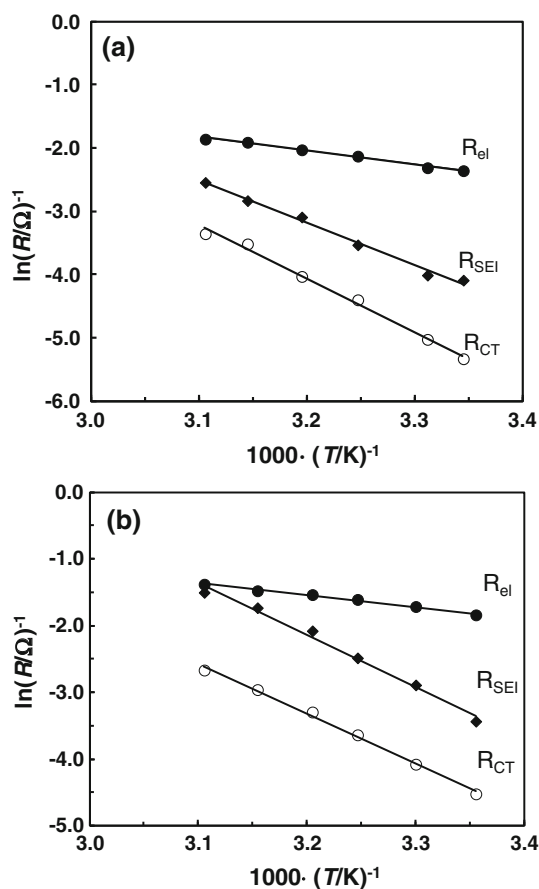 (a)
0.0
-1.0
-2.0
-3.0
-4.0
-5.0
-6.0
ln(R/Ω)⁻¹
R_el
R_SEI
R_CT
3.0 3.1 3.2 3.3 3.4
1000· (T/K)⁻¹
(b)
0.0
-1.0
-2.0
-3.0
-4.0
-5.0
ln(R/Ω)⁻¹
R_el
R_SEI
R_CT
3.0 3.1 3.2 3.3 3.4
1000· (T/K)⁻¹